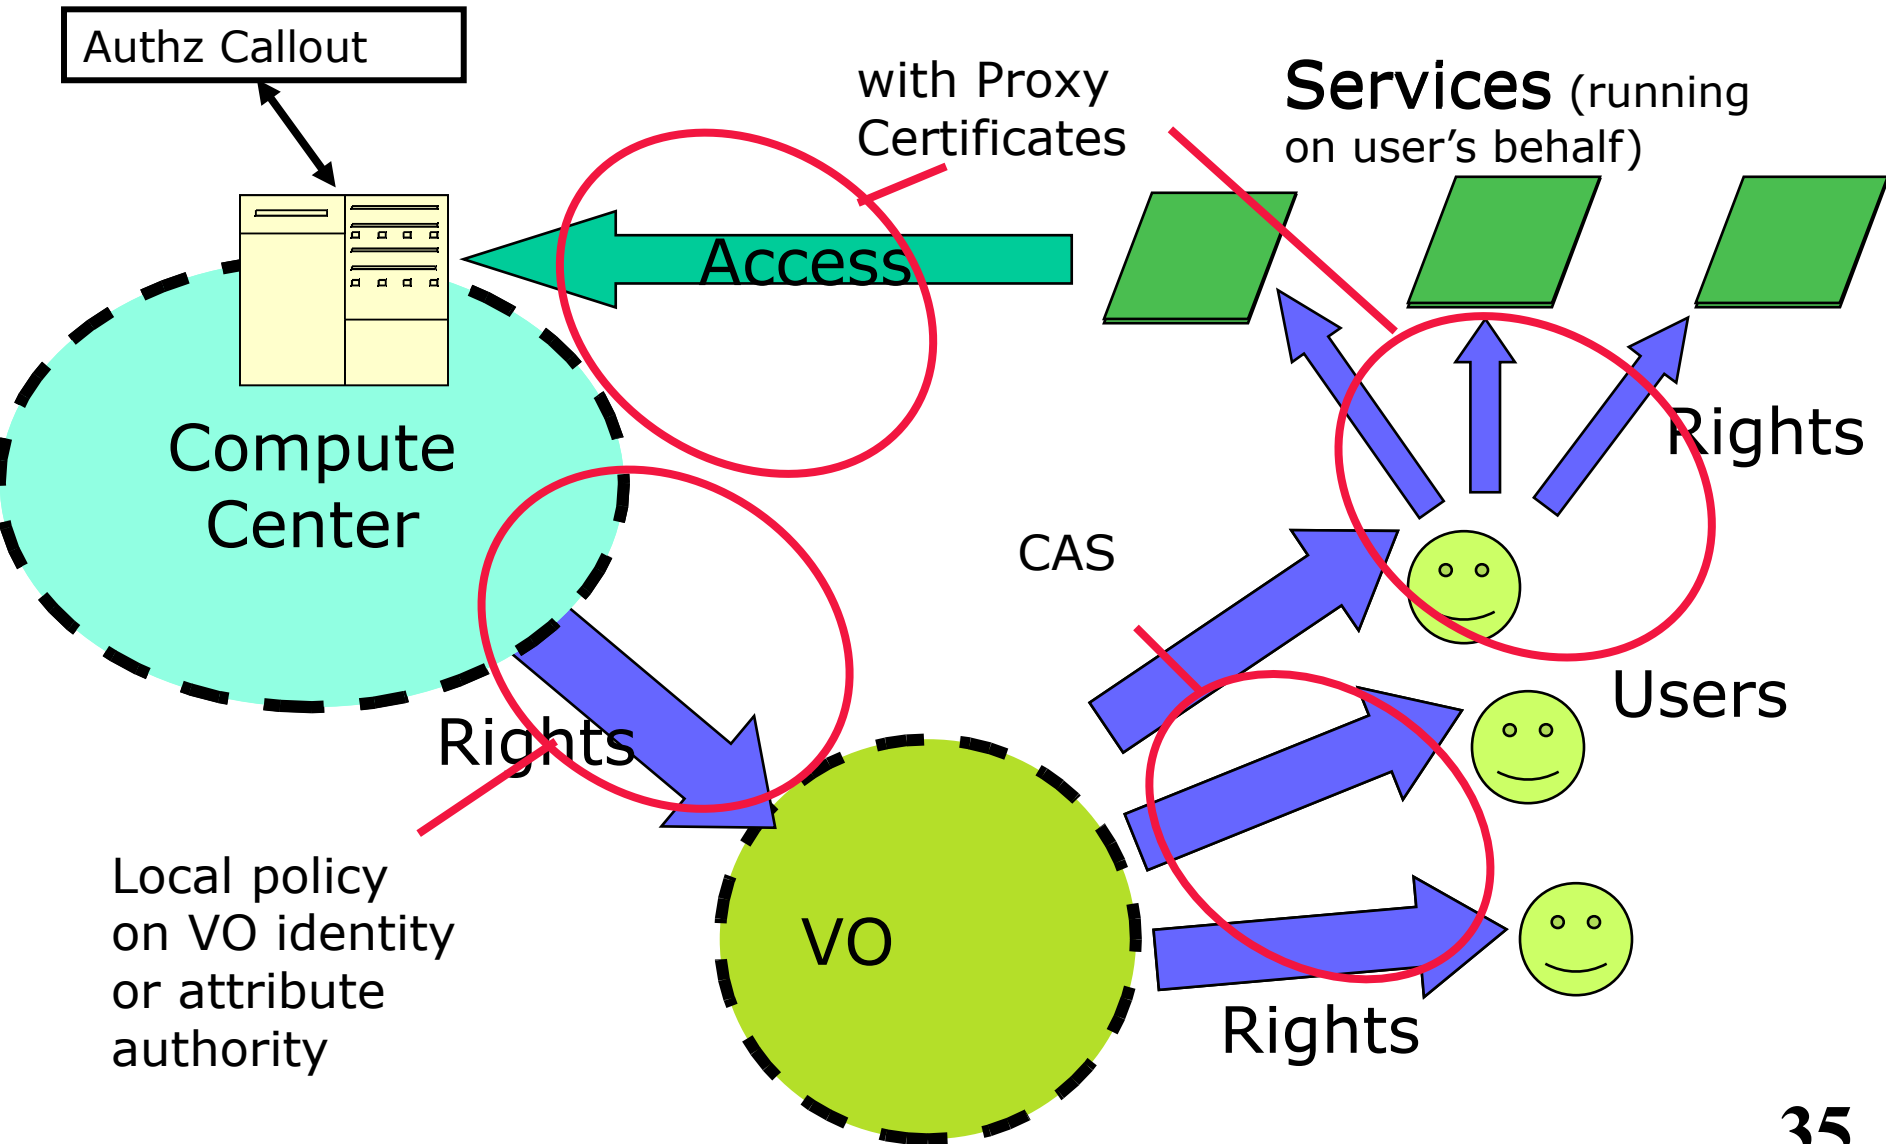 Authz Callout
with Proxy
Certificates
Services (running
on user's behalf)
Access
Compute
Center
Rights
CAS
Users
Rights
Local policy
on VO identity
or attribute
authority
VO
Rights
35